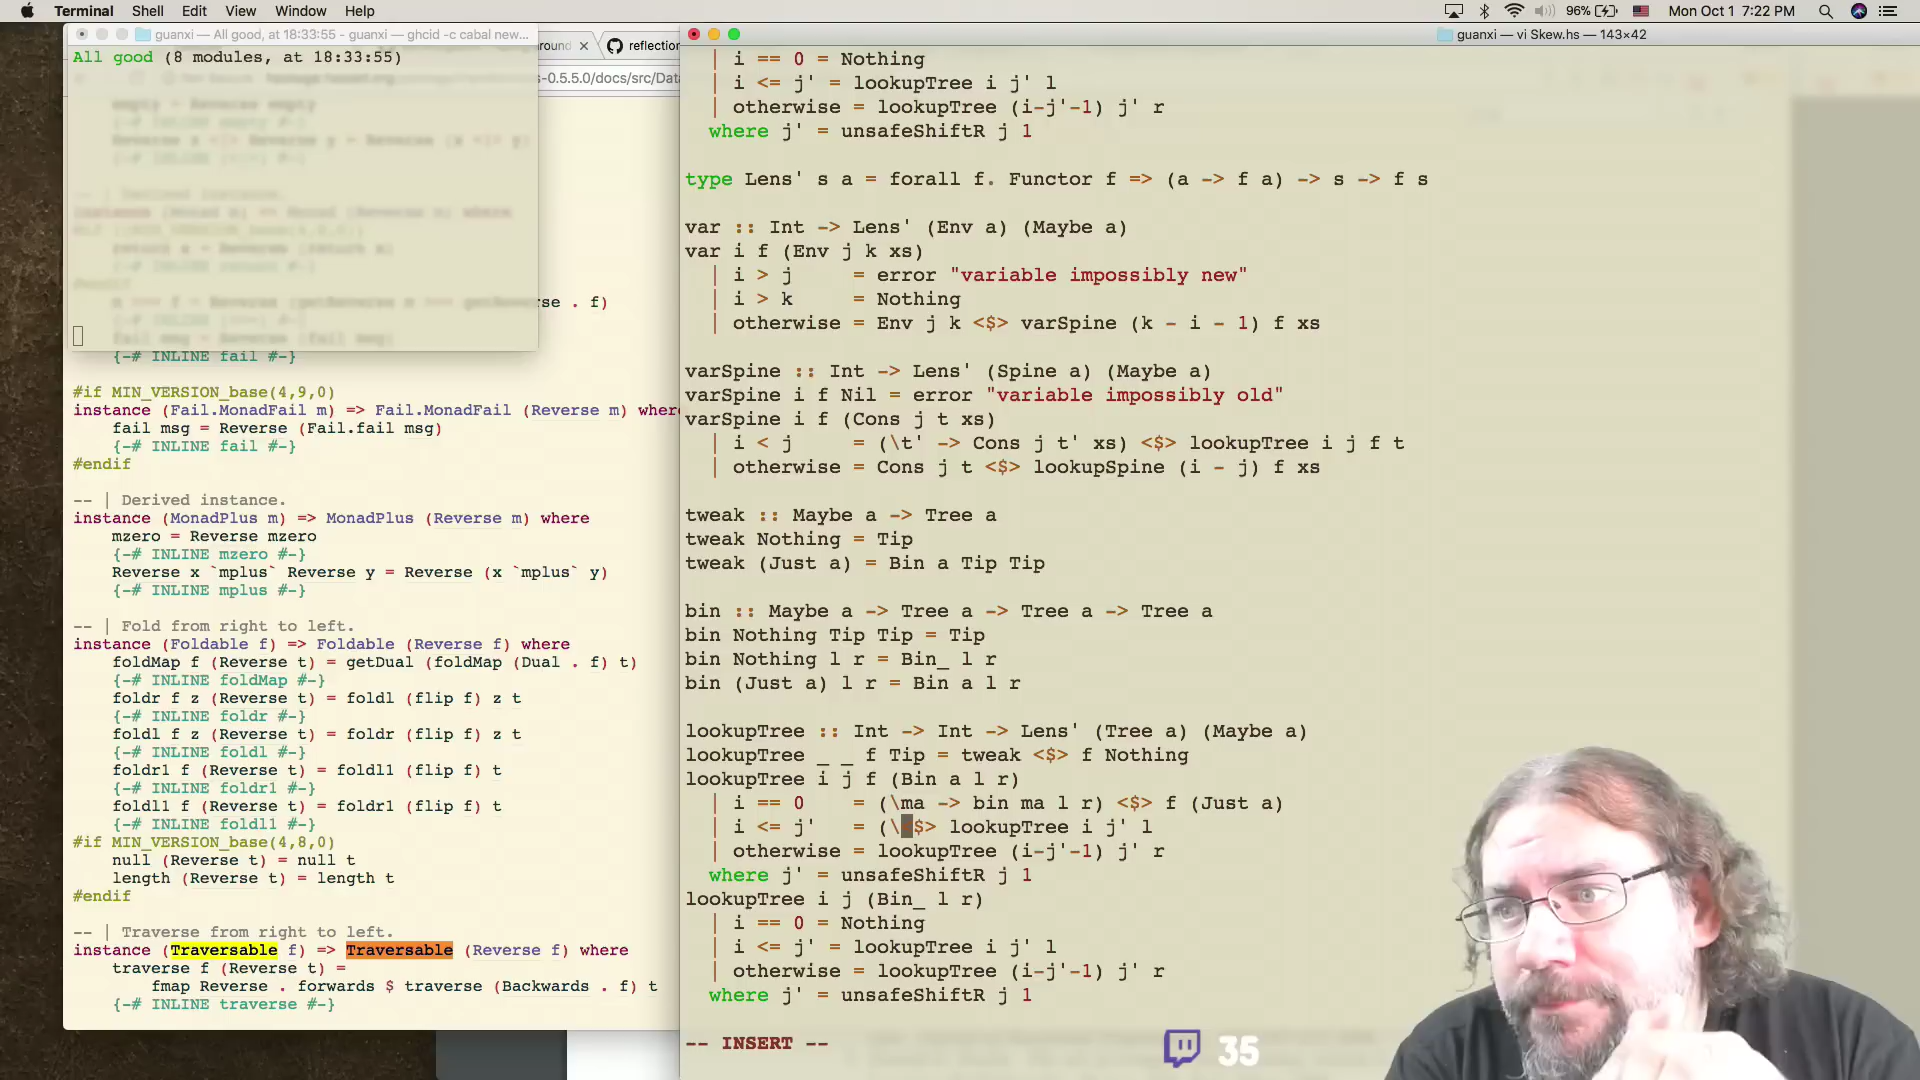 Terminal Shell Edit View Window Help 96% Mon Oct 1 7:22 PM
guanxi — All good, at 18:33:55 - guanxi — ghcid -c cabal new...
All good (8 modules, at 18:33:55)
reflection
-0.5.5.0/docs/src/Data
{-# INLINE fail #-}
#if MIN_VERSION_base(4,9,0)
instance (Fail.MonadFail m) => Fail.MonadFail (Reverse m) where
fail msg = Reverse (Fail.fail msg)
{-# INLINE fail #-}
#endif
-- | Derived instance.
instance (MonadPlus m) => MonadPlus (Reverse m) where
mzero = Reverse mzero
{-# INLINE mzero #-}
Reverse x `mplus` Reverse y = Reverse (x `mplus` y)
{-# INLINE mplus #-}
-- | Fold from right to left.
instance (Foldable f) => Foldable (Reverse f) where
foldMap f (Reverse t) = getDual (foldMap (Dual . f) t)
{-# INLINE foldMap #-}
foldr f z (Reverse t) = foldl (flip f) z t
{-# INLINE foldr #-}
foldl f z (Reverse t) = foldr (flip f) z t
{-# INLINE foldl #-}
foldr1 f (Reverse t) = foldl1 (flip f) t
{-# INLINE foldr1 #-}
foldl1 f (Reverse t) = foldr1 (flip f) t
{-# INLINE foldl1 #-}
#if MIN_VERSION_base(4,8,0)
null (Reverse t) = null t
length (Reverse t) = length t
#endif
-- | Traverse from right to left.
instance (Traversable f) => Traversable (Reverse f) where
traverse f (Reverse t) =
fmap Reverse . forwards $ traverse (Backwards . f) t
{-# INLINE traverse #-}
guanxi — vi Skew.hs — 143×42
| i == 0 = Nothing
| i <= j' = lookupTree i j' l
| otherwise = lookupTree (i-j'-1) j' r
where j' = unsafeShiftR j 1
type Lens' s a = forall f. Functor f => (a -> f a) -> s -> f s
var :: Int -> Lens' (Env a) (Maybe a)
var i f (Env j k xs)
| i > j = error "variable impossibly new"
| i > k = Nothing
| otherwise = Env j k <$> varSpine (k - i - 1) f xs
varSpine :: Int -> Lens' (Spine a) (Maybe a)
varSpine i f Nil = error "variable impossibly old"
varSpine i f (Cons j t xs)
| i < j = (\t' -> Cons j t' xs) <$> lookupTree i j f t
| otherwise = Cons j t <$> lookupSpine (i - j) f xs
tweak :: Maybe a -> Tree a
tweak Nothing = Tip
tweak (Just a) = Bin a Tip Tip
bin :: Maybe a -> Tree a -> Tree a -> Tree a
bin Nothing Tip Tip = Tip
bin Nothing l r = Bin_ l r
bin (Just a) l r = Bin a l r
lookupTree :: Int -> Int -> Lens' (Tree a) (Maybe a)
lookupTree _ _ f Tip = tweak <$> f Nothing
lookupTree i j f (Bin a l r)
| i == 0 = (\ma -> bin ma l r) <$> f (Just a)
| i <= j' = (\<$> lookupTree i j' l
| otherwise = lookupTree (i-j'-1) j' r
where j' = unsafeShiftR j 1
lookupTree i j (Bin_ l r)
| i == 0 = Nothing
| i <= j' = lookupTree i j' l
| otherwise = lookupTree (i-j'-1) j' r
where j' = unsafeShiftR j 1
-- INSERT --
35